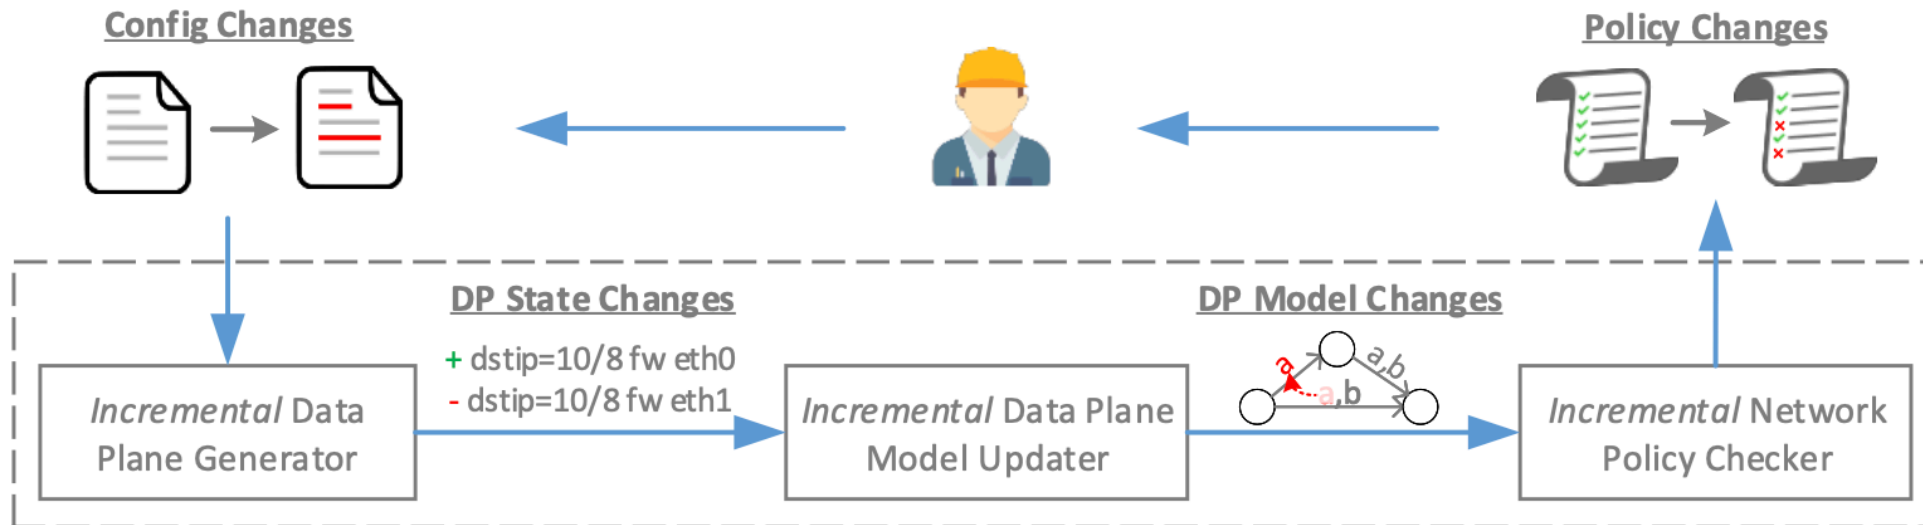 Config Changes
Policy Changes
DP State Changes
DP Model Changes
+ dstip=10/8 fw eth0
- dstip=10/8 fw eth1
a
a,b
a,b
Incremental Data
Plane Generator
Incremental Data Plane
Model Updater
Incremental Network
Policy Checker